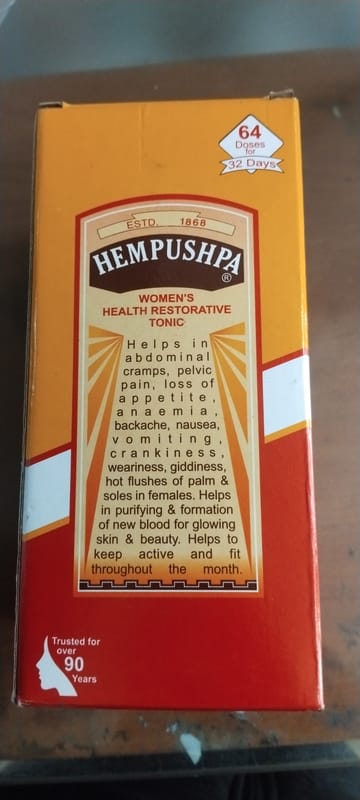 64
Doses
for
32 Days
ESTD. 1868
HEMPUSHPA
®
WOMEN'S
HEALTH RESTORATIVE
TONIC
Helps in
abdominal
cramps, pelvic
pain, loss of
appetite,
anaemia,
backache, nausea,
vomiting,
crankiness,
weariness, giddiness,
hot flushes of palm &
soles in females. Helps
in purifying & formation
of new blood for glowing
skin & beauty. Helps to
keep active and fit
throughout the month.
Trusted for
over
90
Years